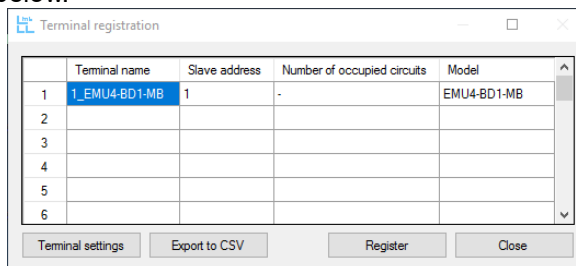 Terminal registration
Terminal name Slave address Number of occupied circuits Model
1 1_EMU4-BD1-MB 1 - EMU4-BD1-MB
2
3
4
5
6
Terminal settings Export to CSV Register Close